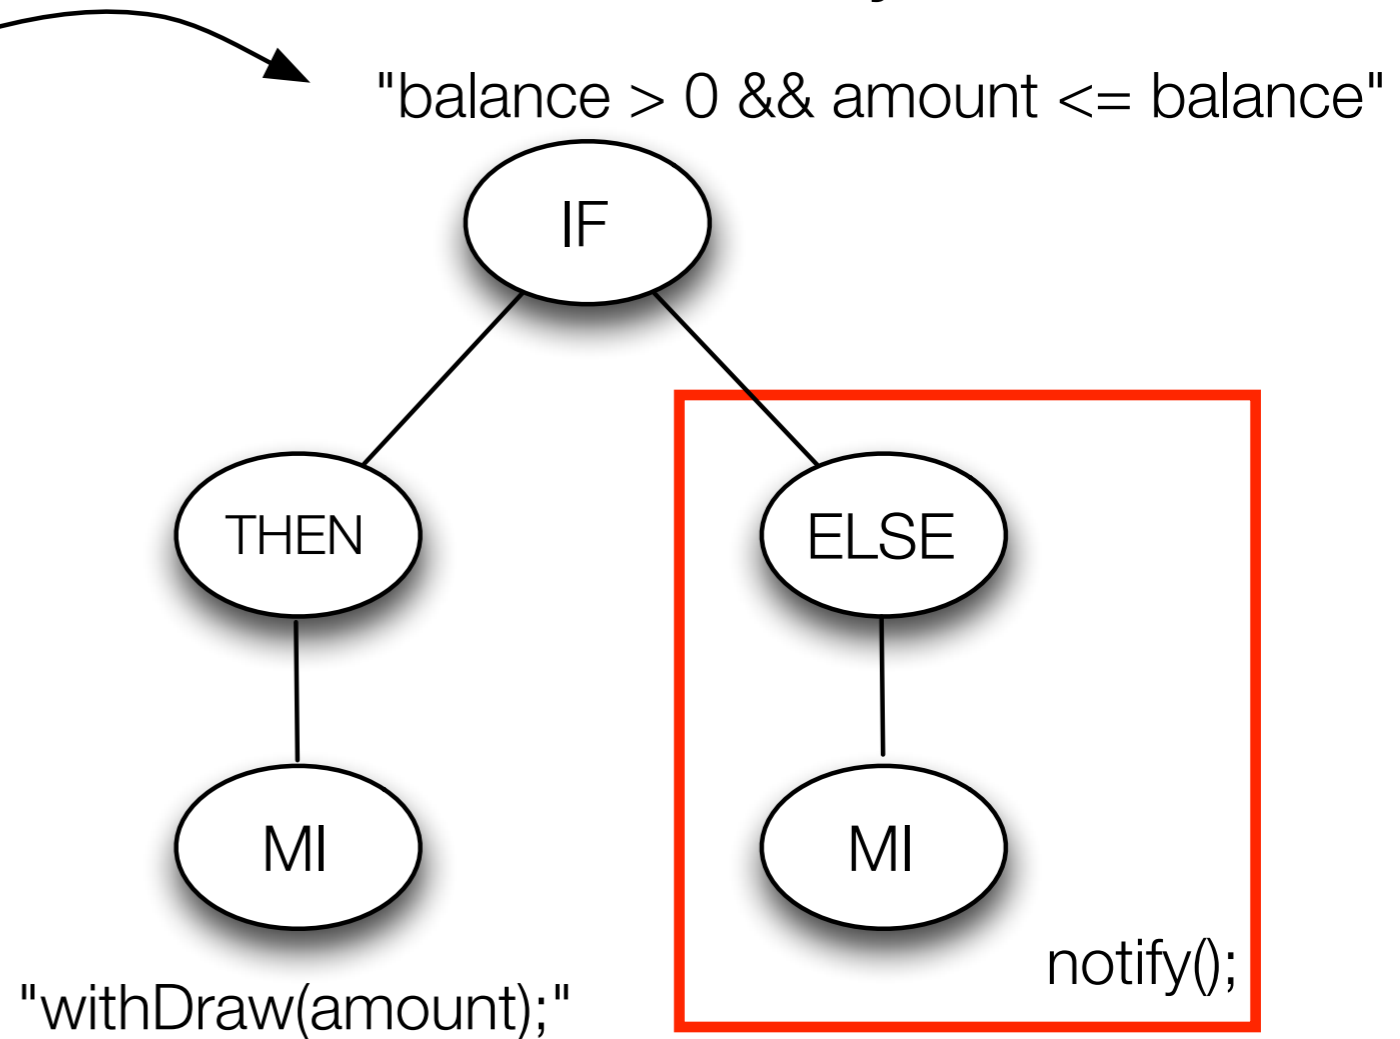 "balance > 0 && amount <= balance"
IF
THEN
ELSE
MI
MI
notify();
"withDraw(amount);"